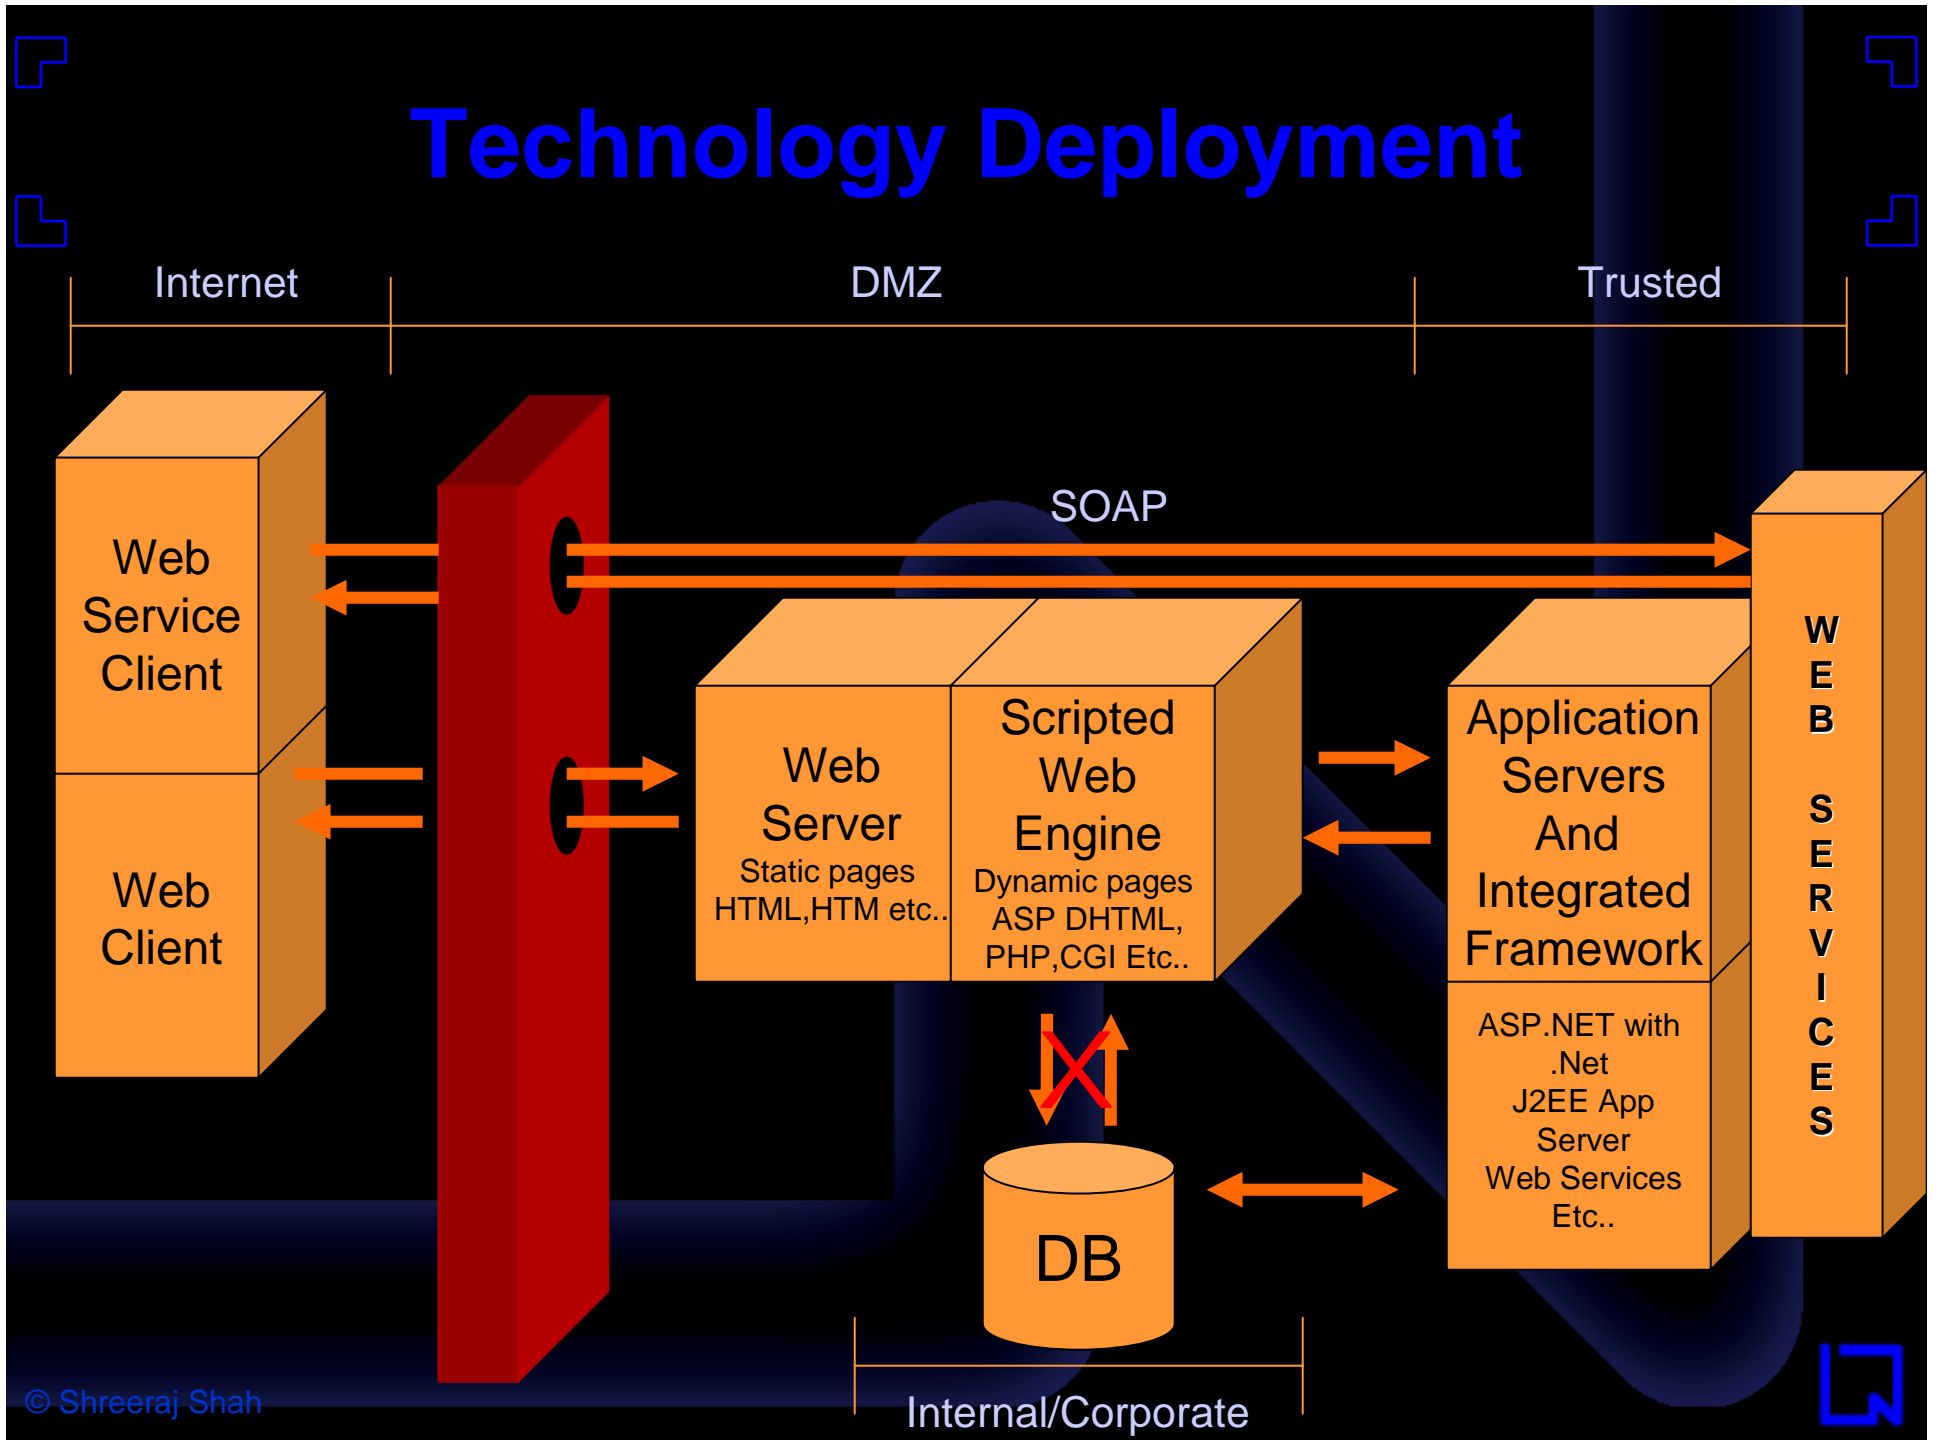 Technology Deployment
Internet
DMZ
Trusted
SOAP
Web
Service
Client
Web
Client
Web
Server
Static pages
HTML,HTM etc..
Scripted
Web
Engine
Dynamic pages
ASP DHTML,
PHP,CGI Etc..
Application
Servers
And
Integrated
Framework
ASP.NET with
.Net
J2EE App
Server
Web Services
Etc..
W
E
B
S
E
R
V
I
C
E
S
X
DB
Internal/Corporate
© Shreeraj Shah